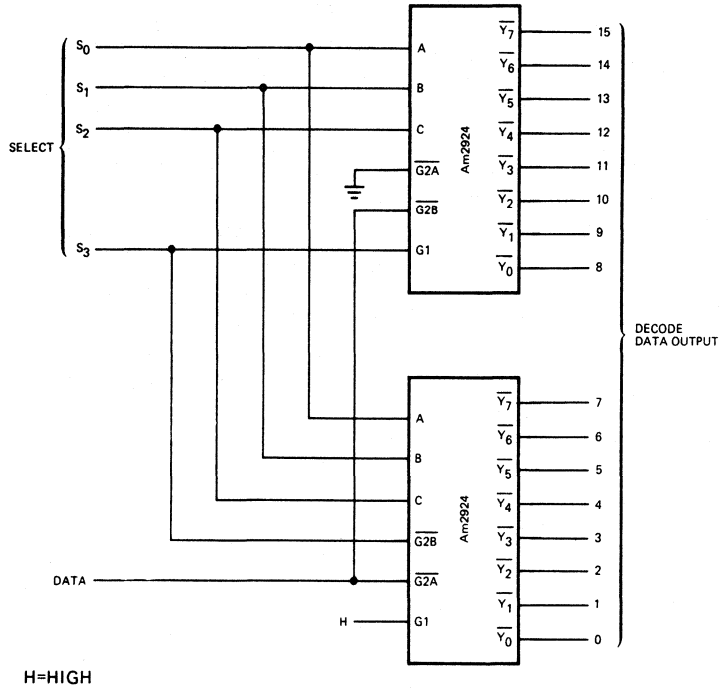 SELECT
S0
S1
S2
S3
A
B
C
G2A
G2B
G1
Am2924
Y7 15
Y6 14
Y5 13
Y4 12
Y3 11
Y2 10
Y1 9
Y0 8
DECODE
DATA OUTPUT
DATA
H
A
B
C
G2B
G2A
G1
Am2924
Y7 7
Y6 6
Y5 5
Y4 4
Y3 3
Y2 2
Y1 1
Y0 0
H=HIGH